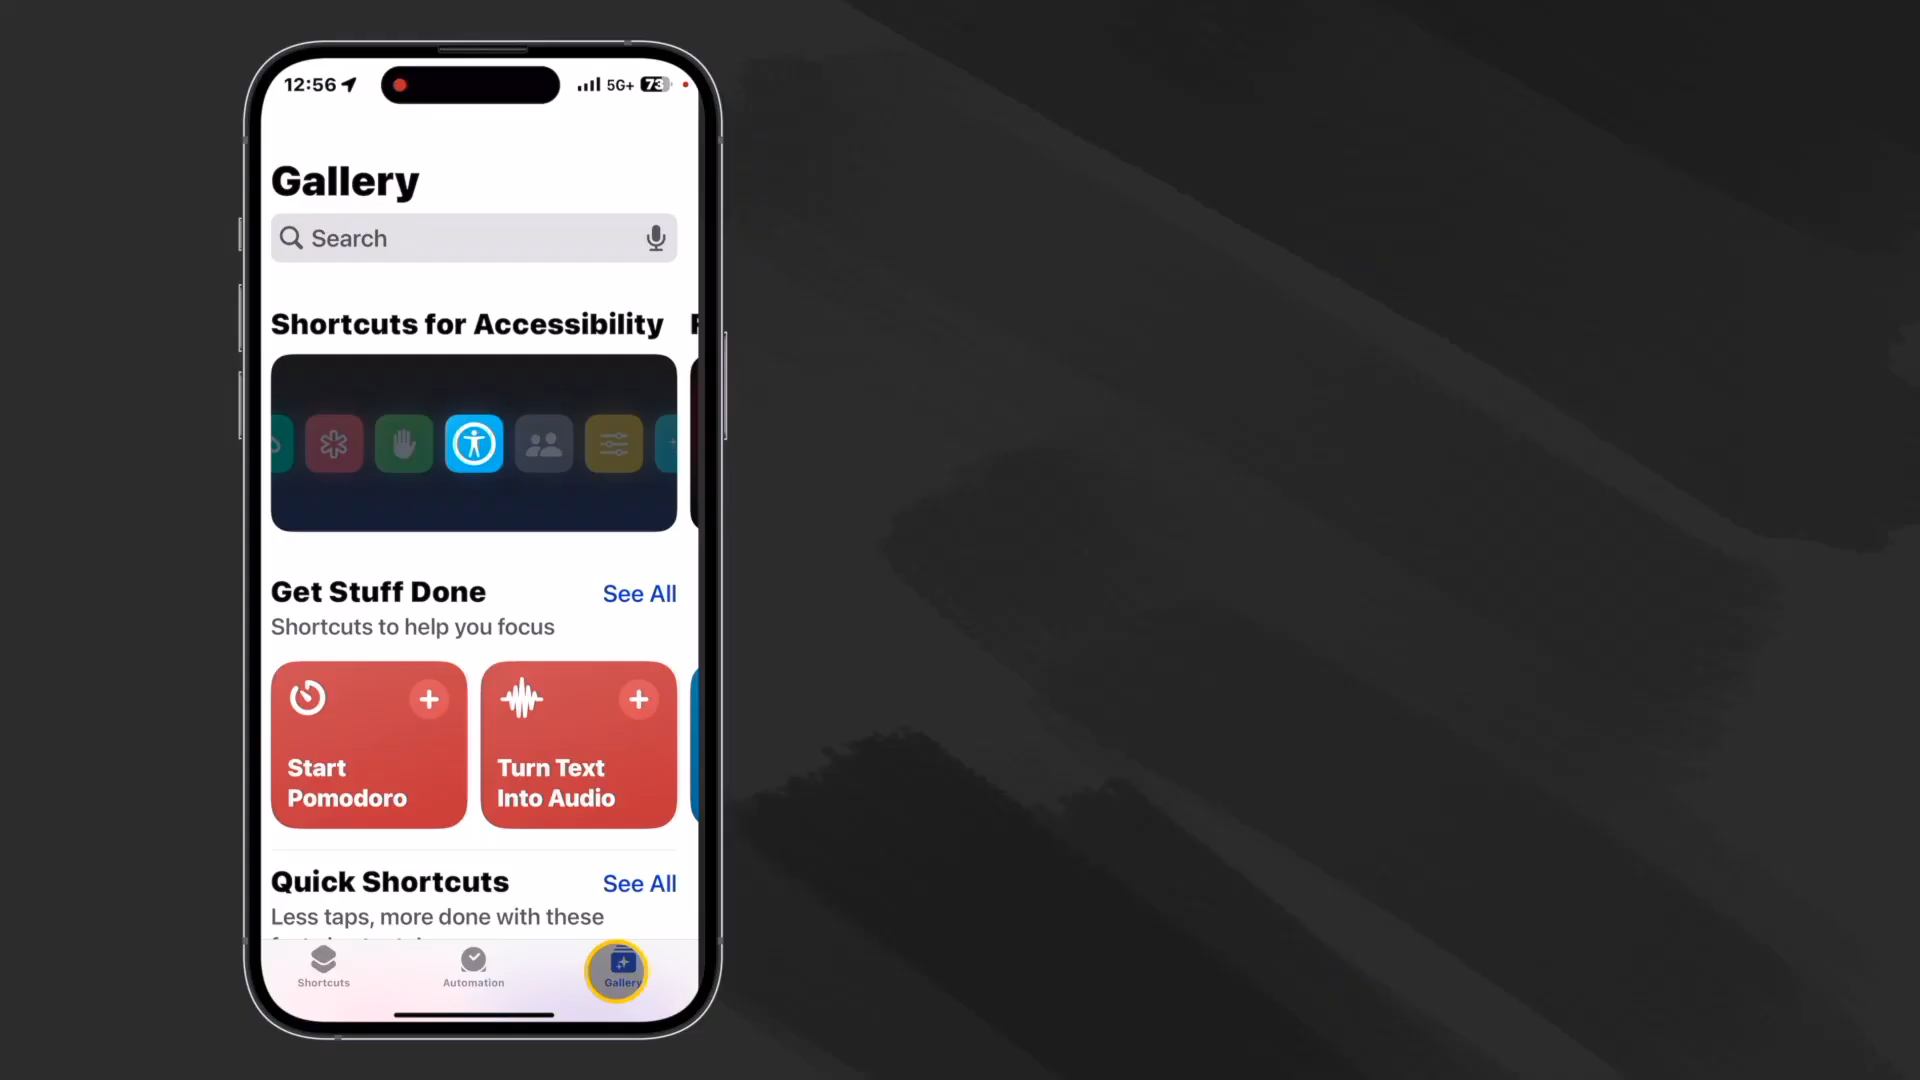 12:56
5G+ 73
Gallery
Search
Shortcuts for Accessibility
Get Stuff Done
See All
Shortcuts to help you focus
Start
Pomodoro
Turn Text
Into Audio
Quick Shortcuts
See All
Less taps, more done with these
Shortcuts
Automation
Gallery